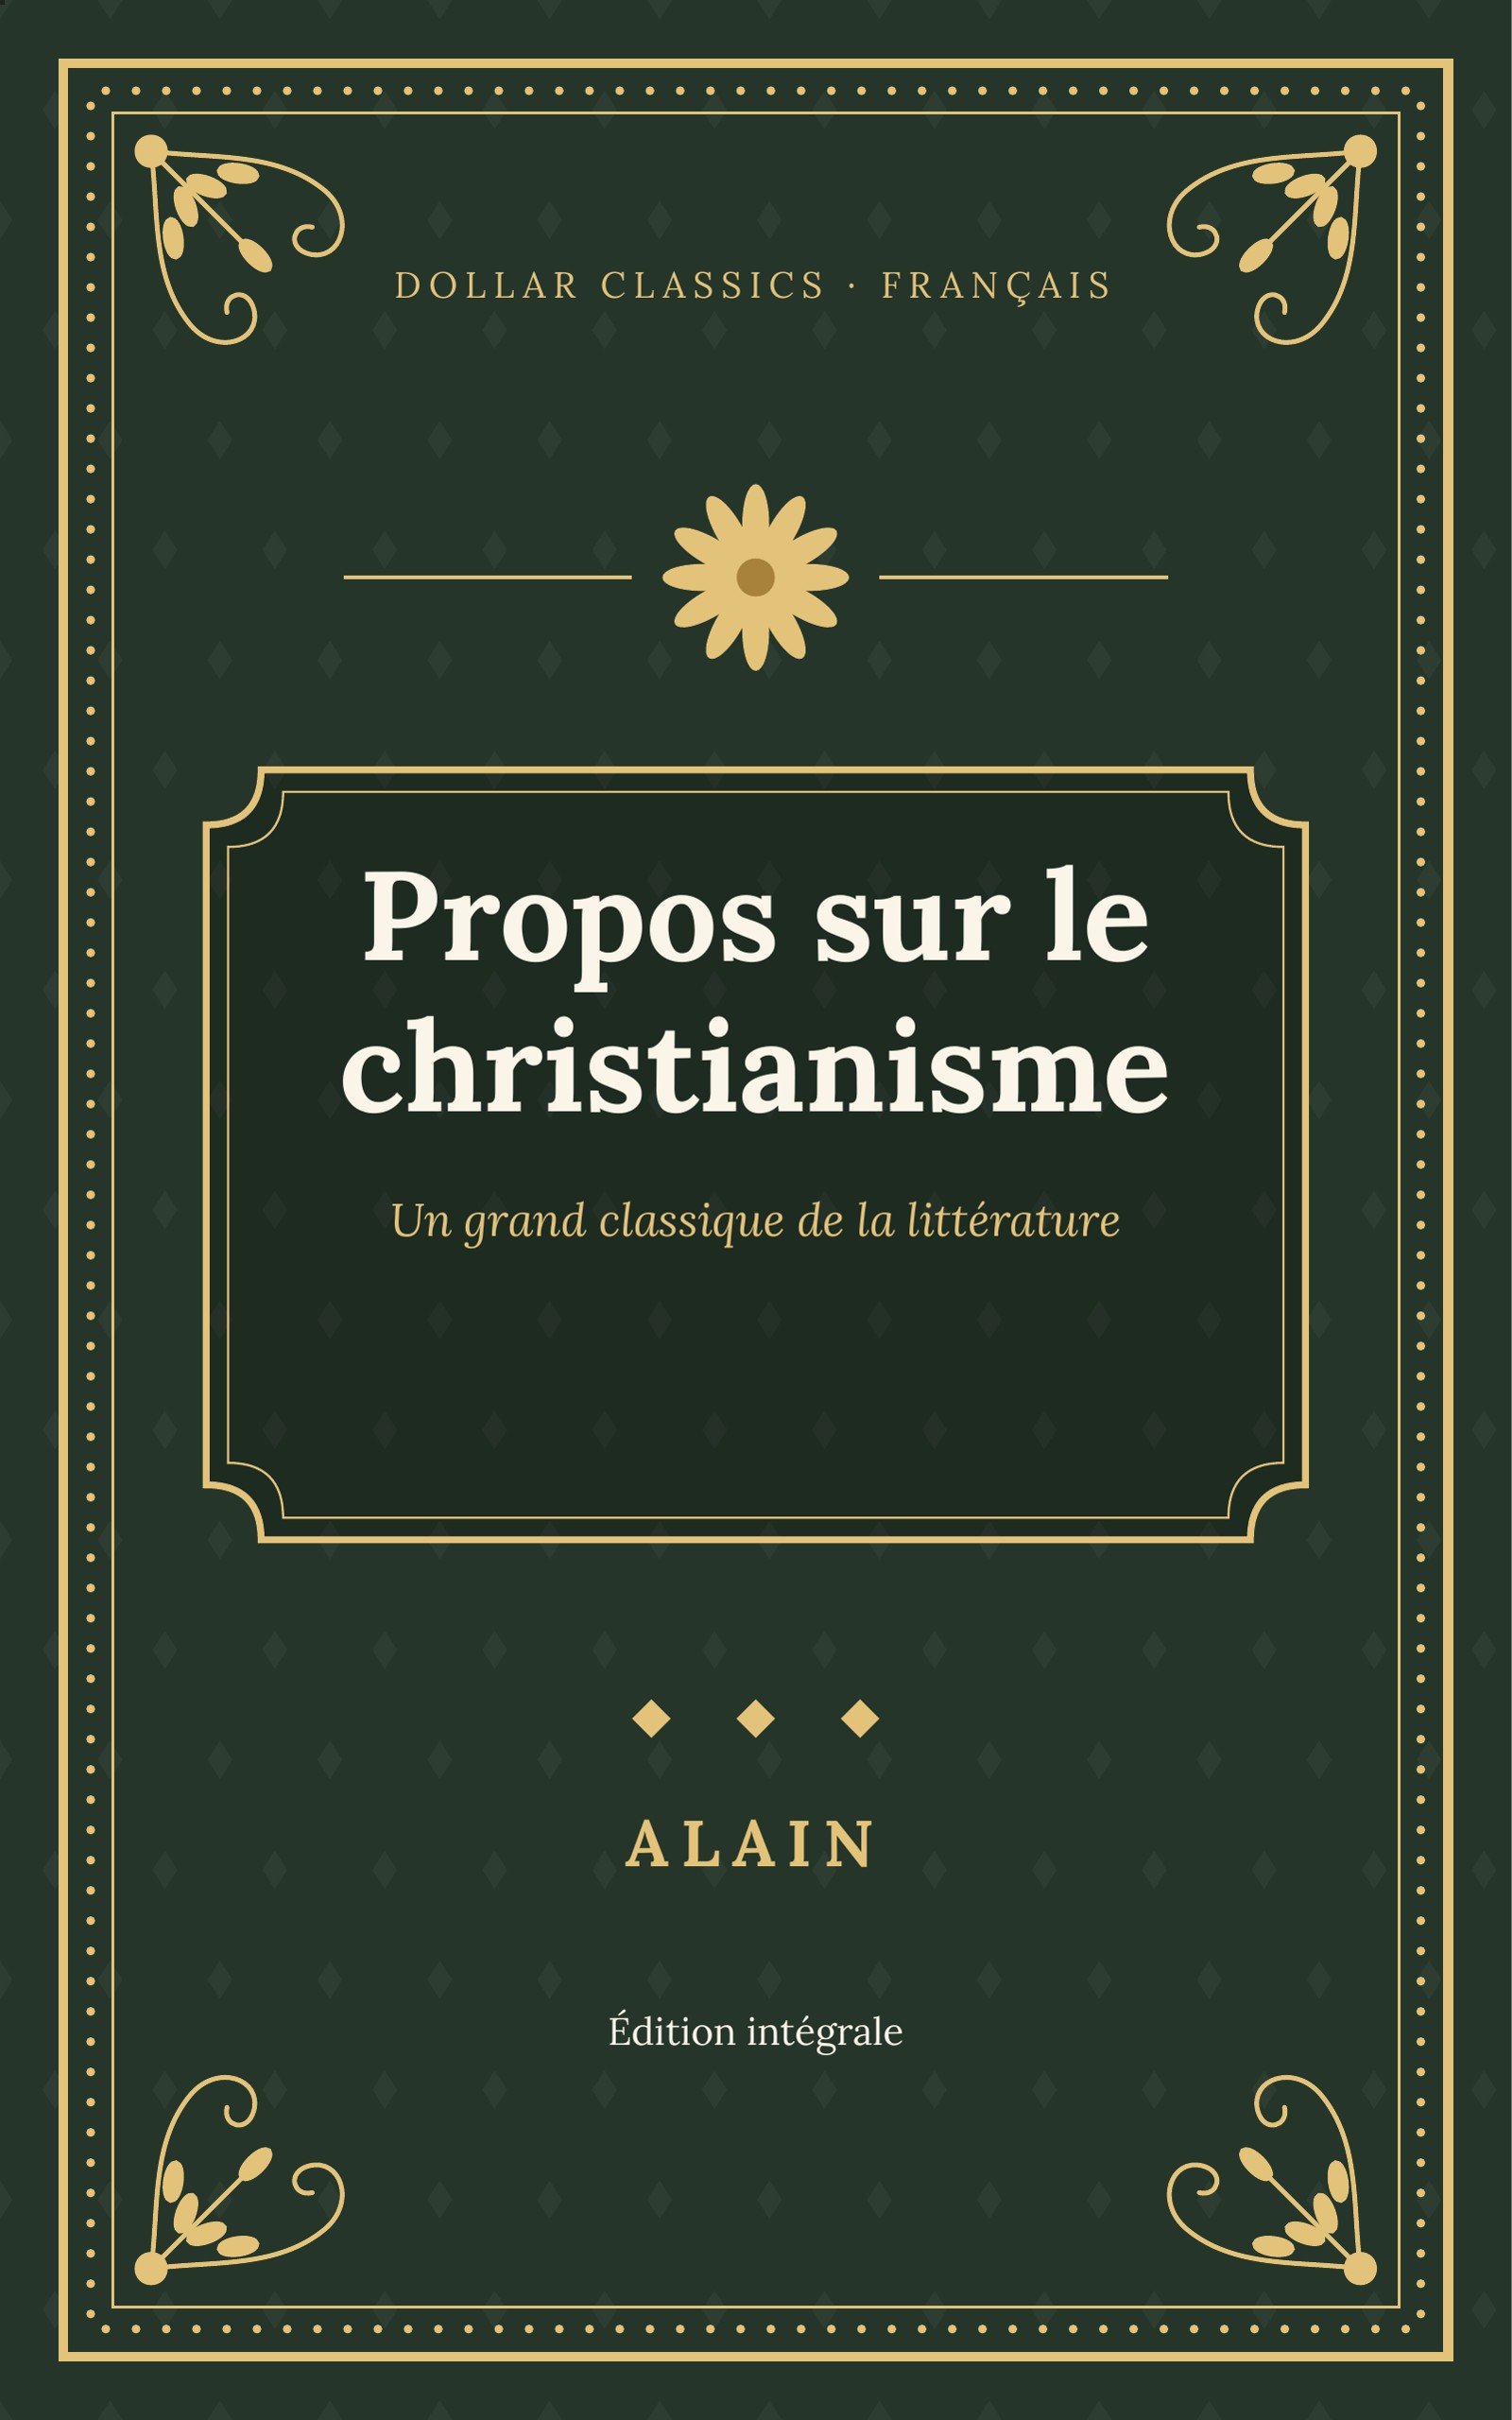 DOLLAR CLASSICS · FRANÇAIS
Propos sur le
christianisme
Un grand classique de la littérature
ALAIN
Édition intégrale